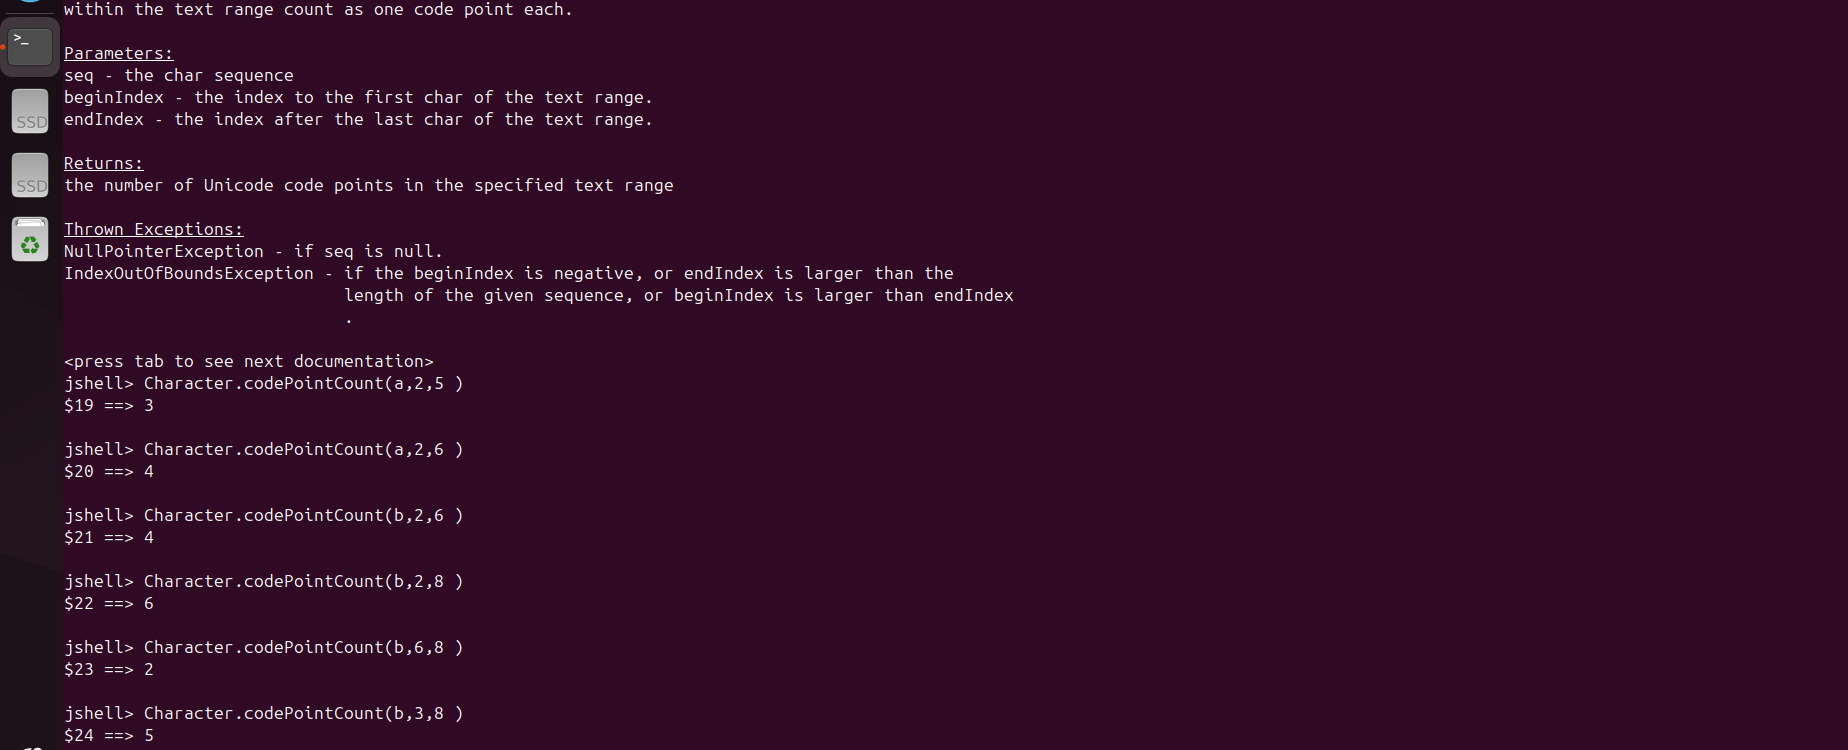 within the text range count as one code point each.
Parameters:
seq - the char sequence
beginIndex - the index to the first char of the text range.
endIndex - the index after the last char of the text range.
Returns:
the number of Unicode code points in the specified text range
Thrown Exceptions:
NullPointerException - if seq is null.
IndexOutOfBoundsException - if the beginIndex is negative, or endIndex is larger than the
length of the given sequence, or beginIndex is larger than endIndex
.
<press tab to see next documentation>
jshell> Character.codePointCount(a,2,5 )
$19 ==> 3
jshell> Character.codePointCount(a,2,6 )
$20 ==> 4
jshell> Character.codePointCount(b,2,6 )
$21 ==> 4
jshell> Character.codePointCount(b,2,8 )
$22 ==> 6
jshell> Character.codePointCount(b,6,8 )
$23 ==> 2
jshell> Character.codePointCount(b,3,8 )
$24 ==> 5
>_
SSD
SSD